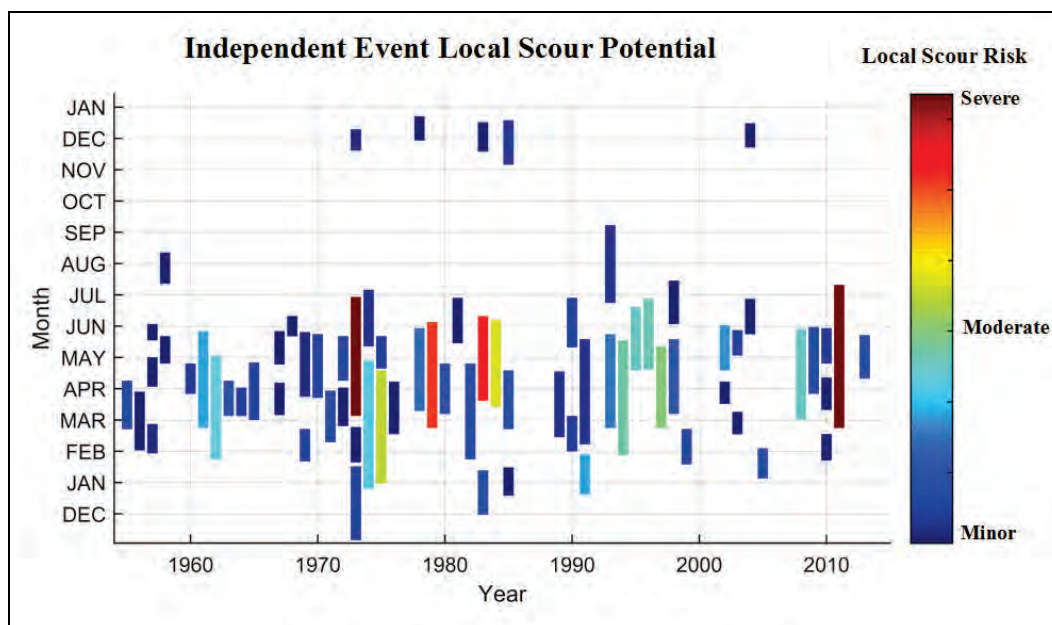 Independent Event Local Scour Potential
Local Scour Risk
Severe
Moderate
Minor
JAN
DEC
NOV
OCT
SEP
AUG
JUL
JUN
MAY
APR
MAR
FEB
JAN
DEC
Month
1960 1970 1980 1990 2000 2010
Year